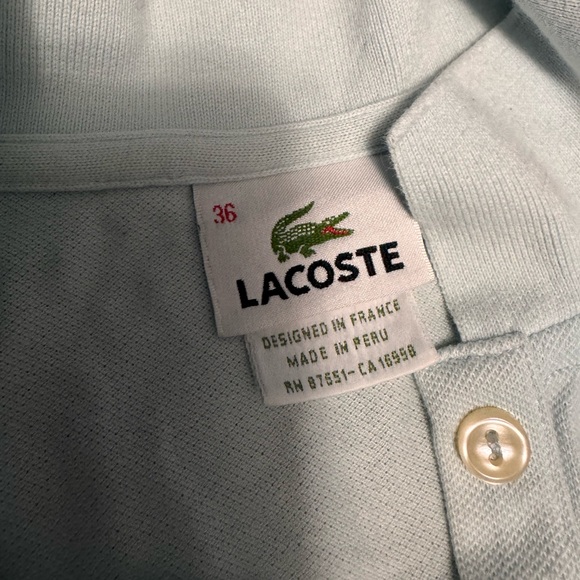 36
LACOSTE
DESIGNED IN FRANCE
MADE IN PERU
RN 87651-CA 16998